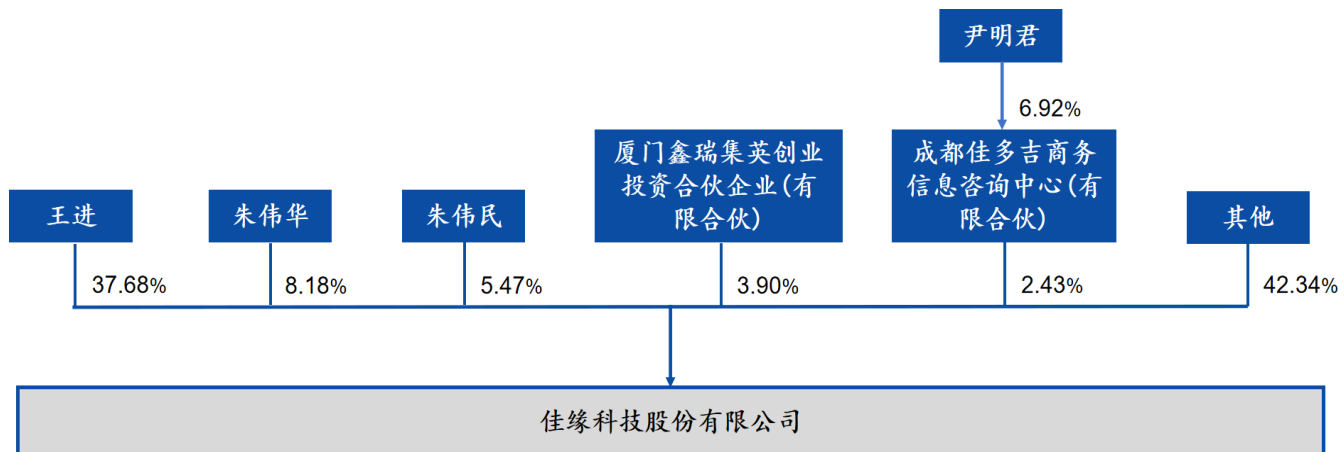 尹明君
6.92%
厦门鑫瑞集英创业
投资合伙企业(有
限合伙)
成都佳多吉商务
信息咨询中心(有
限合伙)
王进
朱伟华
朱伟民
其他
37.68%
8.18%
5.47%
3.90%
2.43%
42.34%
佳缘科技股份有限公司